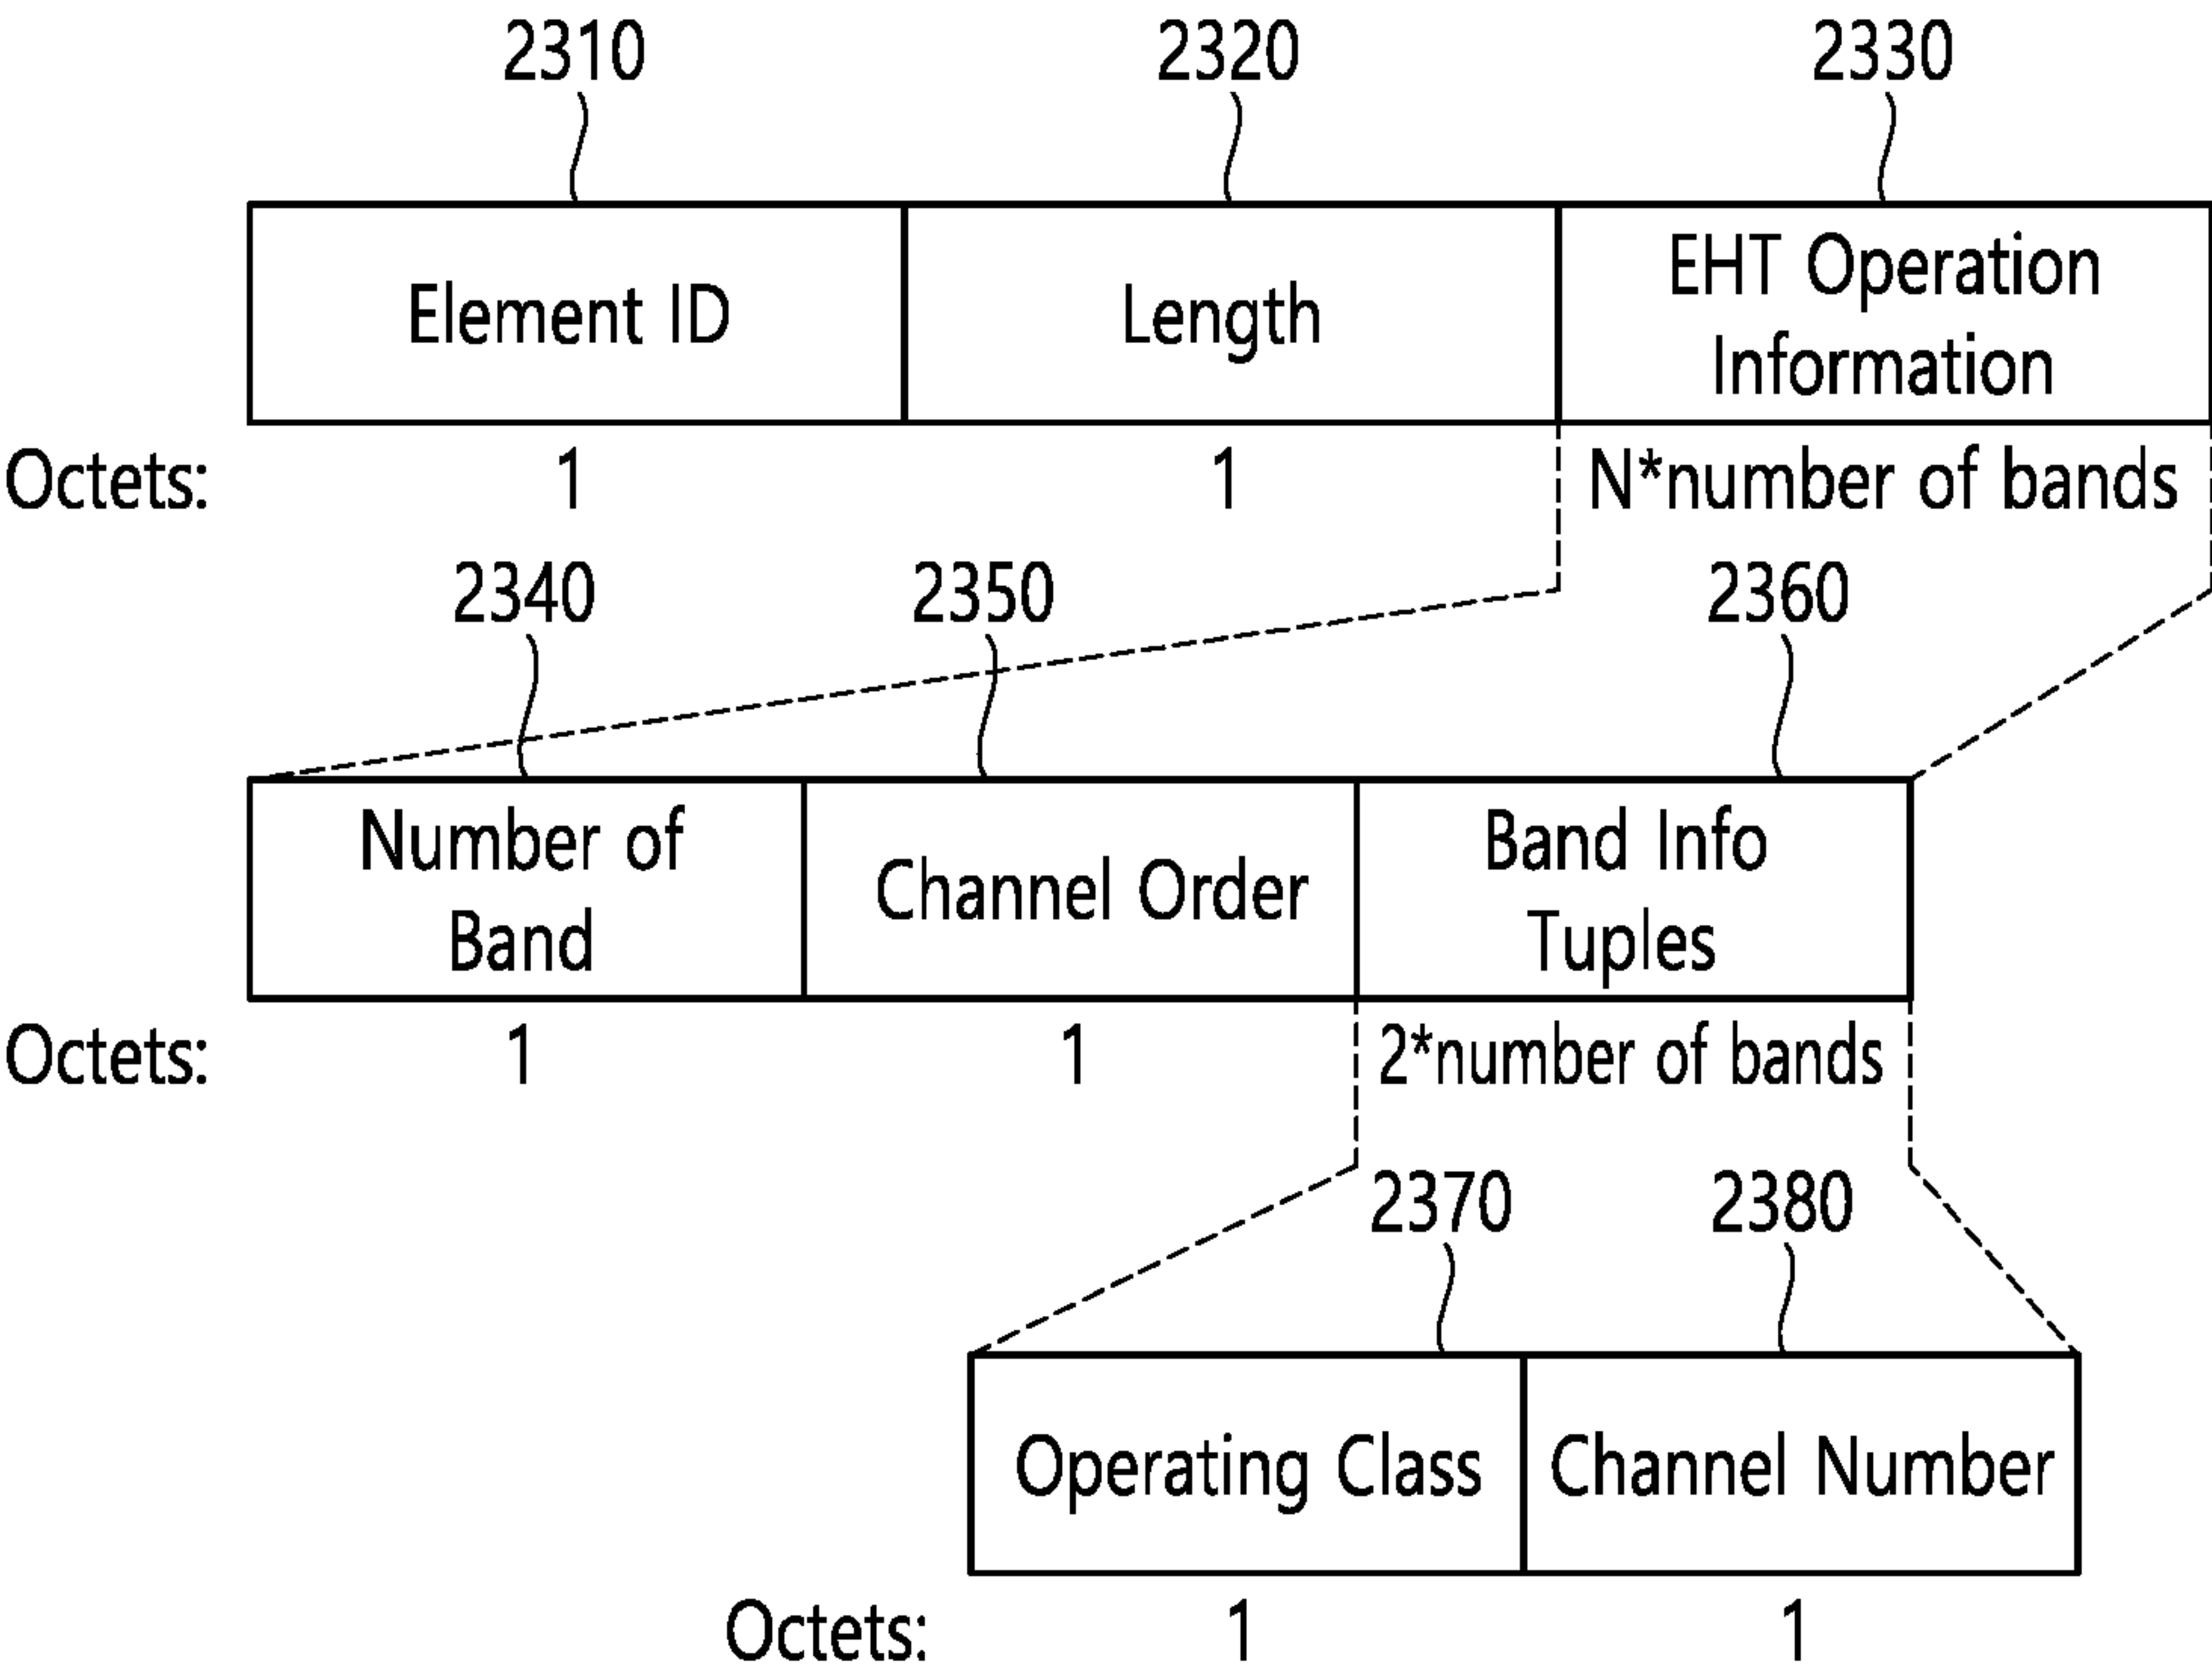 2310 2320 2330
Element ID Length EHT Operation
Information
Octets: 1 1 N*number of bands
2340 2350 2360
Number of
Band Channel Order Band Info
Tuples
Octets: 1 1 2*number of bands
2370 2380
Operating Class Channel Number
Octets: 1 1